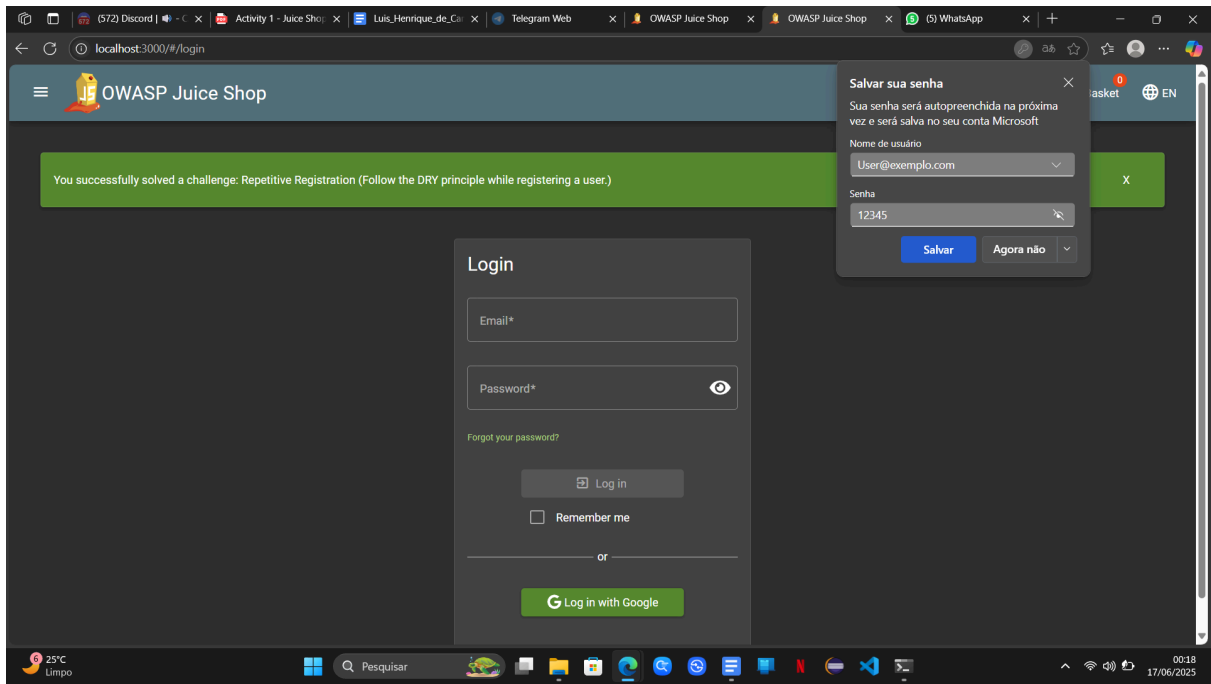 (572) Discord | - C
Activity 1 - Juice Shop
Luis_Henrique_de_Car
Telegram Web
OWASP Juice Shop
OWASP Juice Shop
(5) WhatsApp
localhost:3000/#/login
OWASP Juice Shop
0
asket
EN
Salvar sua senha
Sua senha será autopreenchida na próxima
vez e será salva no seu conta Microsoft
Nome de usuário
User@exemplo.com
Senha
12345
Salvar
Agora não
You successfully solved a challenge: Repetitive Registration (Follow the DRY principle while registering a user.)
X
Login
Email*
Password*
Forgot your password?
Log in
Remember me
or
G Log in with Google
6
25°C
Limpo
Pesquisar
00:18
17/06/2025